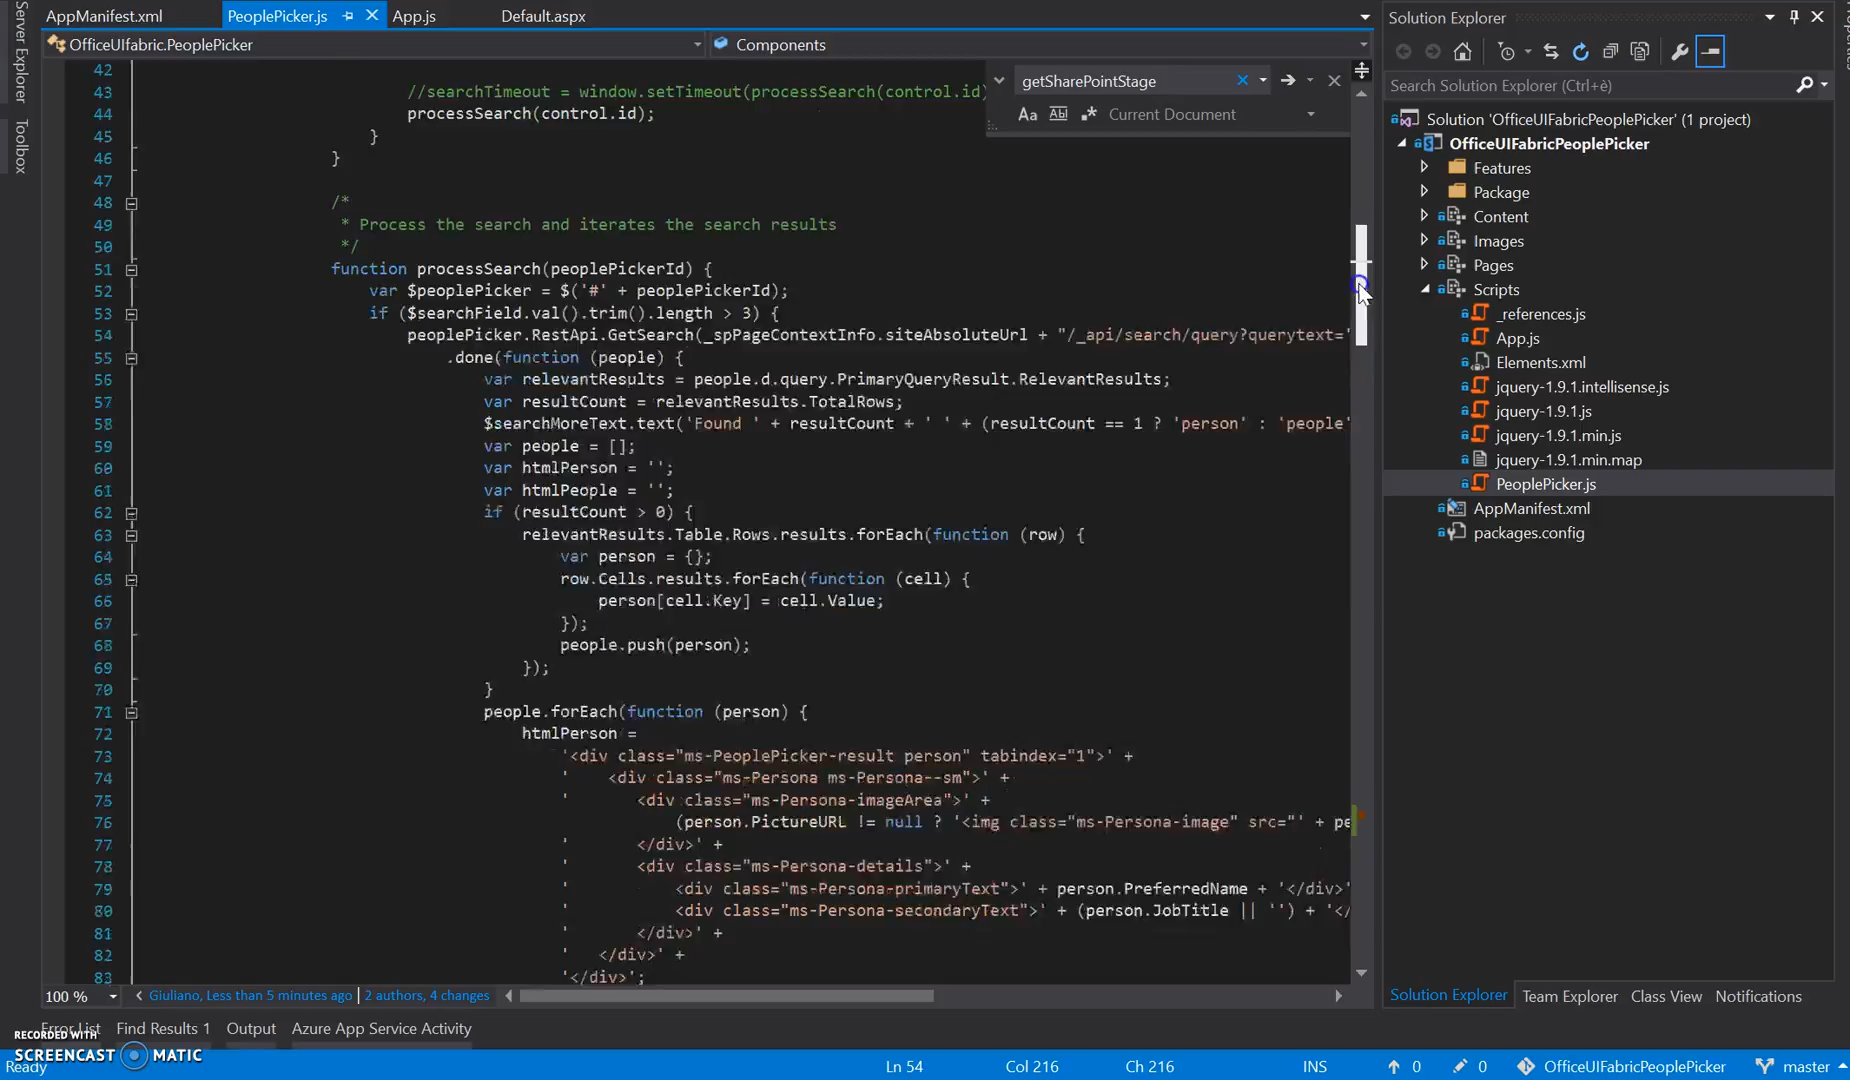 AppManifest.xml PeoplePicker.js App.js Default.aspx
OfficeUIfabric.PeoplePicker Components
Server Explorer
Toolbox
getSharePointStage
Aa Abl Current Document
42
43 //searchTimeout = window.setTimeout(processSearch(control.id)
44 processSearch(control.id);
45 }
46 }
47
48 /*
49 * Process the search and iterates the search results
50 */
51 function processSearch(peoplePickerId) {
52 var $peoplePicker = $('#' + peoplePickerId);
53 if ($searchField.val().trim().length > 3) {
54 peoplePicker.RestApi.GetSearch(_spPageContextInfo.siteAbsoluteUrl + "/_api/search/query?querytext='
55 .done(function (people) {
56 var relevantResults = people.d.query.PrimaryQueryResult.RelevantResults;
57 var resultCount = relevantResults.TotalRows;
58 $searchMoreText.text('Found ' + resultCount + ' ' + (resultCount == 1 ? 'person' : 'people'
59 var people = [];
60 var htmlPerson = '';
61 var htmlPeople = '';
62 if (resultCount > 0) {
63 relevantResults.Table.Rows.results.forEach(function (row) {
64 var person = {};
65 row.Cells.results.forEach(function (cell) {
66 person[cell.Key] = cell.Value;
67 });
68 people.push(person);
69 });
70 }
71 people.forEach(function (person) {
72 htmlPerson =
73 '<div class="ms-PeoplePicker-result person" tabindex="1">' +
74 ' <div class="ms-Persona ms-Persona--sm">' +
75 ' <div class="ms-Persona-imageArea">' +
76 (person.PictureURL != null ? '<img class="ms-Persona-image" src="' + pe
77 ' </div>' +
78 ' <div class="ms-Persona-details">' +
79 ' <div class="ms-Persona-primaryText">' + person.PreferredName + '</div>'
80 ' <div class="ms-Persona-secondaryText">' + (person.JobTitle || '') + '</
81 ' </div>' +
82 ' </div>' +
83 '</div>';
100 % Giuliano, Less than 5 minutes ago | 2 authors, 4 changes
Error List Find Results 1 Output Azure App Service Activity
RECORDED WITH
SCREENCAST MATIC
Ready Ln 54 Col 216 Ch 216 INS 0 0 OfficeUIFabricPeoplePicker master
Solution Explorer
Search Solution Explorer (Ctrl+è)
Solution 'OfficeUIFabricPeoplePicker' (1 project)
OfficeUIFabricPeoplePicker
Features
Package
Content
Images
Pages
Scripts
_references.js
App.js
Elements.xml
jquery-1.9.1.intellisense.js
jquery-1.9.1.js
jquery-1.9.1.min.js
jquery-1.9.1.min.map
PeoplePicker.js
AppManifest.xml
packages.config
Solution Explorer Team Explorer Class View Notifications